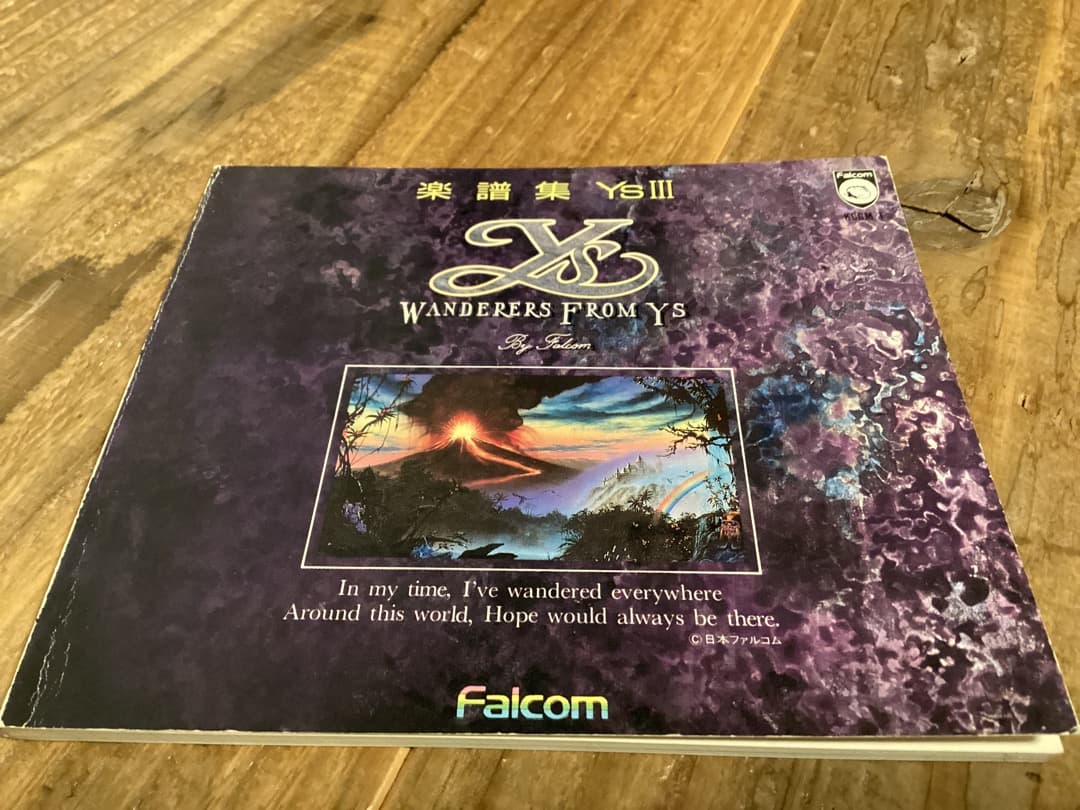 楽譜集 YsIII
Falcom
Ys
WANDERERS FROM YS
By Falcom
In my time, I've wandered everywhere
Around this world, Hope would always be there.
©日本ファルコム
Falcom